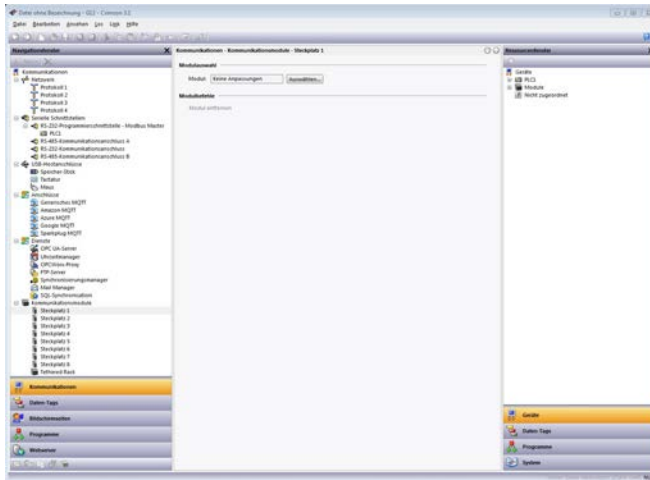 Datei ohne Bezeichnung - GL1 - Crimson 3.2
Datei Bearbeiten Ansehen Los Link Hilfe
Navigationsfenster
Kommunikationen
Netzwerk
Protokoll 1
Protokoll 2
Protokoll 3
Protokoll 4
Serielle Schnittstellen
RS-232-Programmierschnittstelle - Modbus Master
PLC1
RS-485-Kommunikationsanschluss A
RS-232-Kommunikationsanschluss
RS-485-Kommunikationsanschluss B
USB-Hostanschlüsse
Speicher-Disk
Tastatur
Maus
Anschlüsse
Generisches MQTT
Amazon MQTT
Azure MQTT
Google MQTT
Sparkplug MQTT
Dienste
OPC UA-Server
Uhrzeitmanager
OPCWorx-Proxy
FTP-Server
Synchronisierungsmanager
Mail Manager
SQL-Synchronisation
Kommunikationsmodule
Steckplatz 1
Steckplatz 2
Steckplatz 3
Steckplatz 4
Steckplatz 5
Steckplatz 6
Steckplatz 7
Steckplatz 8
Tethered Rack
Kommunikationen
Daten-Tags
Bildschirmseiten
Programme
Webserver
Kommunikationen - Kommunikationsmodule - Steckplatz 1
Modulauswahl
Modul: Keine Anpassungen Auswählen...
Modulbefehle
Modul entfernen
Ressourcenfenster
Geräte
PLC1
Module
Nicht zugeordnet
Geräte
Daten-Tags
Programme
System